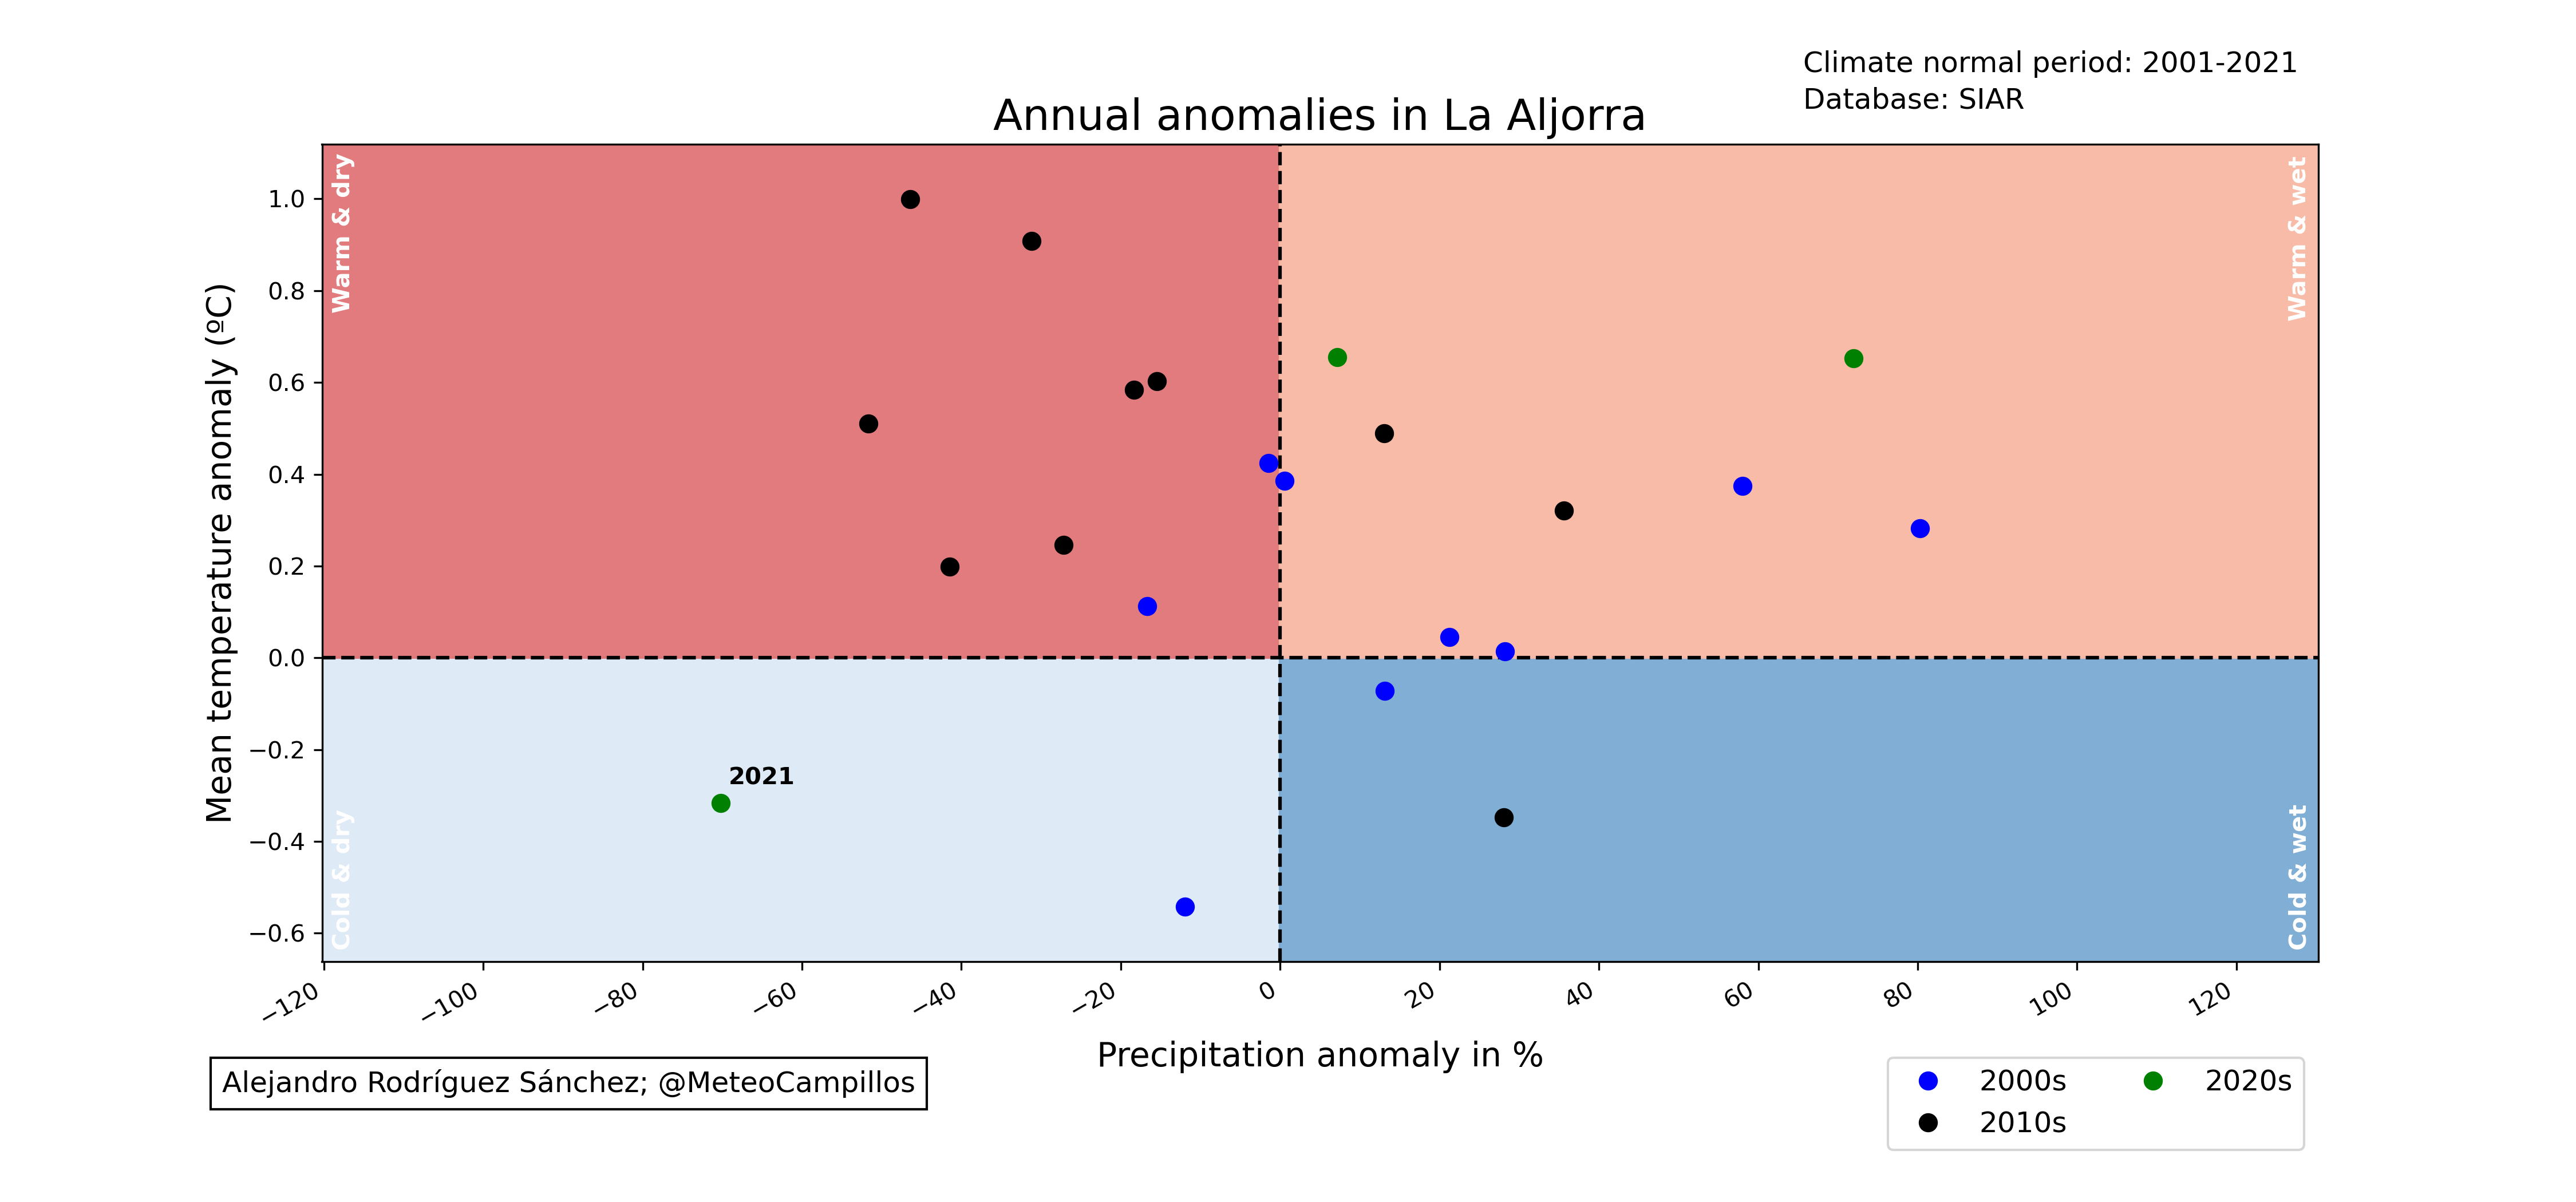 Climate normal period: 2001-2021
Database: SIAR
Annual anomalies in La Aljorra
Warm & dry
Warm & wet
Mean temperature anomaly (ºC)
1.0
0.8
0.6
0.4
0.2
0.0
−0.2
−0.4
−0.6
2021
Cold & dry
Cold & wet
−120
−100
−80
−60
−40
−20
0
20
40
60
80
100
120
Precipitation anomaly in %
Alejandro Rodríguez Sánchez; @MeteoCampillos
2000s
2010s
2020s